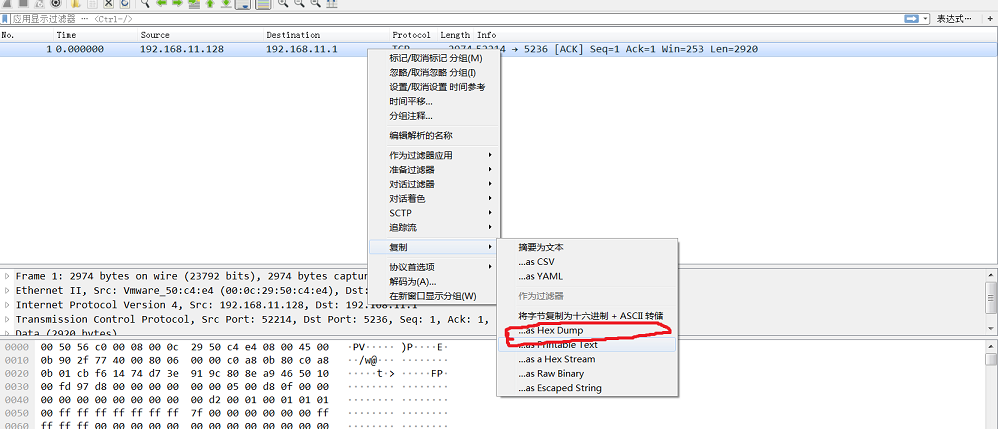 应用显示过滤器 … <Ctrl-/>
表达式…
No. Time Source Destination Protocol Length Info
1 0.000000 192.168.11.128 192.168.11.1 TCP 2974 52214 → 5236 [ACK] Seq=1 Ack=1 Win=253 Len=2920
标记/取消标记 分组(M)
忽略/取消忽略 分组(I)
设置/取消设置 时间参考
时间平移...
分组注释...
编辑解析的名称
作为过滤器应用
准备过滤器
对话过滤器
对话着色
SCTP
追踪流
复制
协议首选项
解码为(A)...
在新窗口显示分组(W)
摘要为文本
...as CSV
...as YAML
作为过滤器
将字节复制为十六进制 + ASCII 转储
...as Hex Dump
...as Printable Text
...as a Hex Stream
...as Raw Binary
...as Escaped String
Frame 1: 2974 bytes on wire (23792 bits), 2974 bytes captur
Ethernet II, Src: Vmware_50:c4:e4 (00:0c:29:50:c4:e4), Dst:
Internet Protocol Version 4, Src: 192.168.11.128, Dst: 192.1
Transmission Control Protocol, Src Port: 52214, Dst Port: 5236, Seq: 1, Ack: 1,
Data (2920 bytes)
0000 00 50 56 c0 00 08 00 0c 29 50 c4 e4 08 00 45 00 ·PV····· )P····E·
0010 0b 90 2f 77 40 00 80 06 00 00 c0 a8 0b 80 c0 a8 ··/w@··· ········
0020 0b 01 cb f6 14 74 d7 3e 91 9c 80 8e a9 46 50 10 ·····t·> ·····FP·
0030 00 fd 97 d8 00 00 00 00 00 00 05 00 d8 0f 00 00 ········ ········
0040 00 00 00 00 00 00 00 00 00 d2 00 01 00 01 01 01 ········ ········
0050 00 ff ff ff ff ff ff ff 7f 00 00 00 00 00 00 ff ········ ········
0060 ff ff ff 00 00 00 00 00 00 00 00 00 00 00 00 00 ········ ········